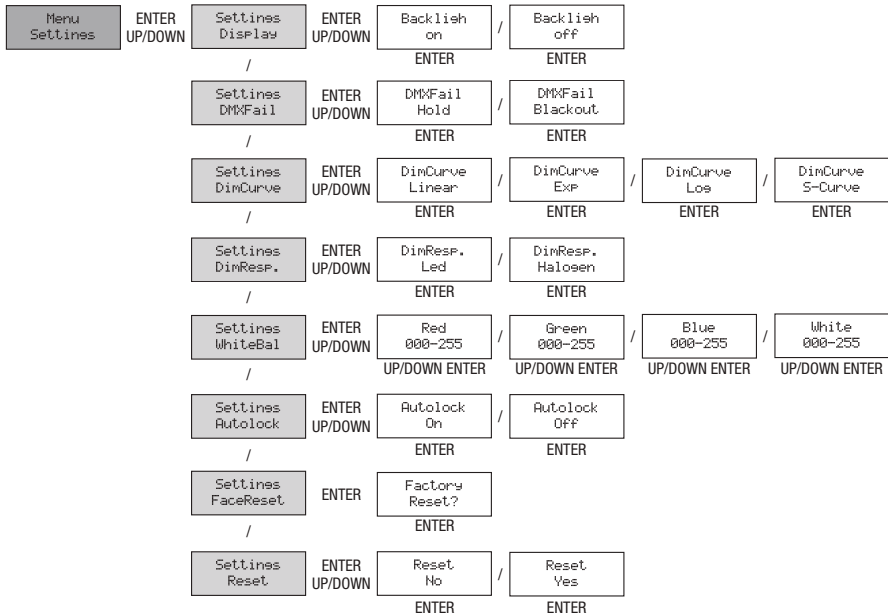 Menu
Settings
ENTER
UP/DOWN
Settings
Display
ENTER
UP/DOWN
Backligh
on
/
Backligh
off
ENTER
ENTER
/
Settings
DMXFail
ENTER
UP/DOWN
DMXFail
Hold
/
DMXFail
Blackout
ENTER
ENTER
/
Settings
DimCurve
ENTER
UP/DOWN
DimCurve
Linear
/
DimCurve
Exp
/
DimCurve
Log
/
DimCurve
S-Curve
ENTER
ENTER
ENTER
ENTER
/
Settings
DimResp.
ENTER
UP/DOWN
DimResp.
Led
/
DimResp.
Halogen
ENTER
ENTER
/
Settings
WhiteBal
ENTER
UP/DOWN
Red
000-255
/
Green
000-255
/
Blue
000-255
/
White
000-255
UP/DOWN ENTER
UP/DOWN ENTER
UP/DOWN ENTER
UP/DOWN ENTER
/
Settings
Autolock
ENTER
UP/DOWN
Autolock
On
/
Autolock
Off
ENTER
ENTER
/
Settings
FaceReset
ENTER
Factory
Reset?
ENTER
/
Settings
Reset
ENTER
UP/DOWN
Reset
No
/
Reset
Yes
ENTER
ENTER